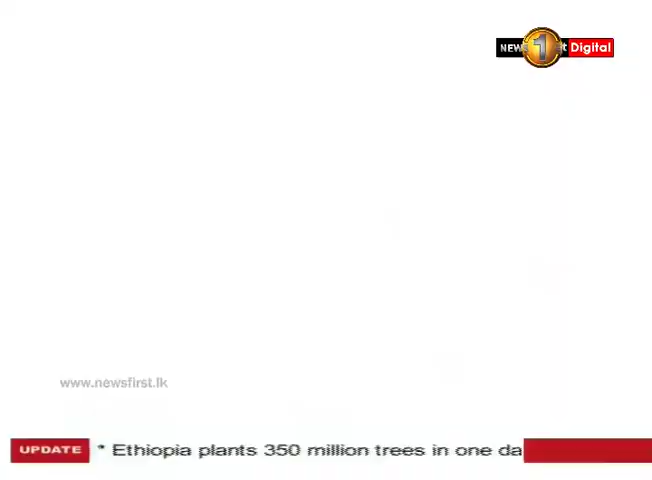 NEWS 1st Digital
www.newsfirst.lk
UPDATE * Ethiopia plants 350 million trees in one da